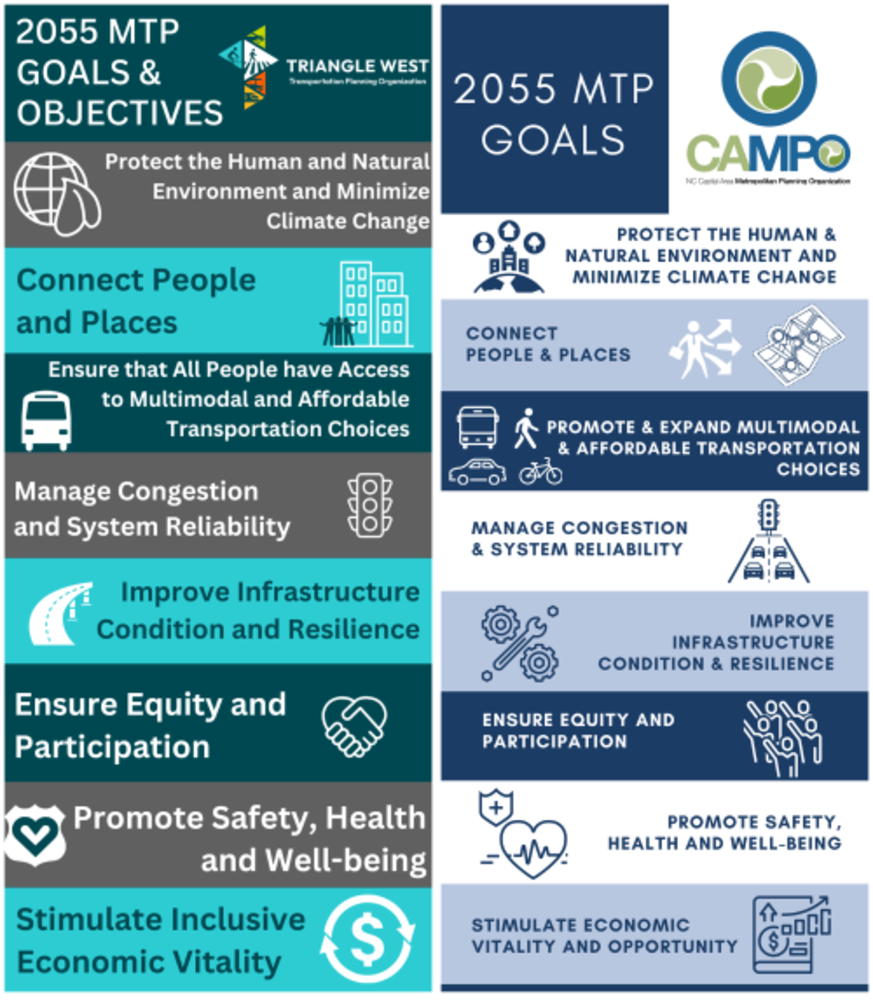 2055 MTP
GOALS &
OBJECTIVES
TRIANGLE WEST
Transportation Planning Organization
Protect the Human and Natural
Environment and Minimize
Climate Change
Connect People
and Places
Ensure that All People have Access
to Multimodal and Affordable
Transportation Choices
Manage Congestion
and System Reliability
Improve Infrastructure
Condition and Resilience
Ensure Equity and
Participation
Promote Safety, Health
and Well-being
Stimulate Inclusive
Economic Vitality
$
2055 MTP
GOALS
CAMPO
NC Capital Area Metropolitan Planning Organization
PROTECT THE HUMAN &
NATURAL ENVIRONMENT AND
MINIMIZE CLIMATE CHANGE
CONNECT
PEOPLE & PLACES
PROMOTE & EXPAND MULTIMODAL
& AFFORDABLE TRANSPORTATION
CHOICES
MANAGE CONGESTION
& SYSTEM RELIABILITY
IMPROVE
INFRASTRUCTURE
CONDITION & RESILIENCE
ENSURE EQUITY AND
PARTICIPATION
PROMOTE SAFETY,
HEALTH AND WELL-BEING
STIMULATE ECONOMIC
VITALITY AND OPPORTUNITY
$